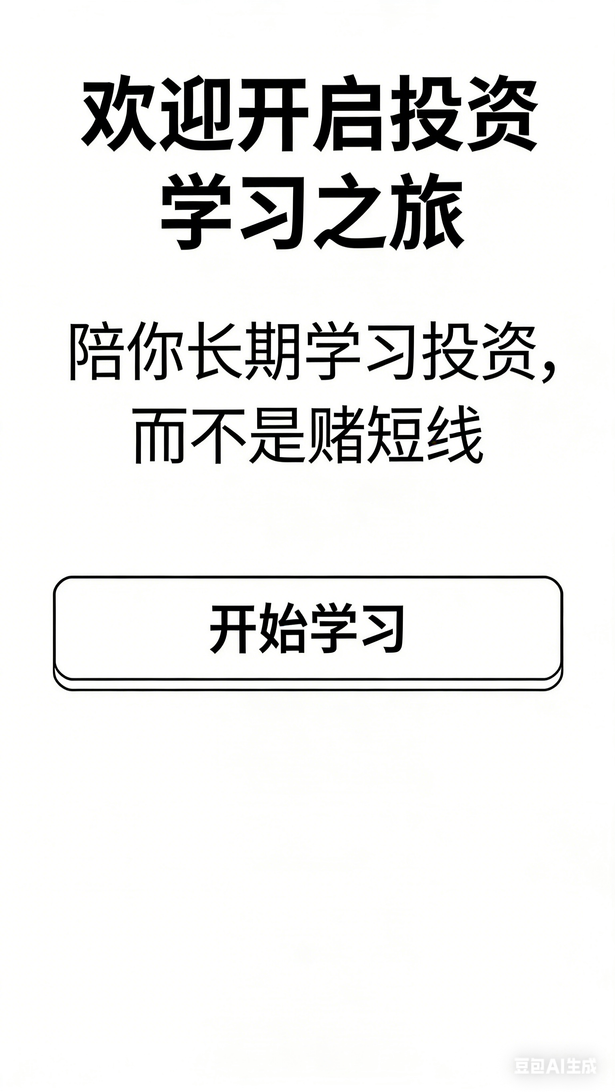 欢迎开启投资
学习之旅
陪你长期学习投资，
而不是赌短线
开始学习
豆包AI生成